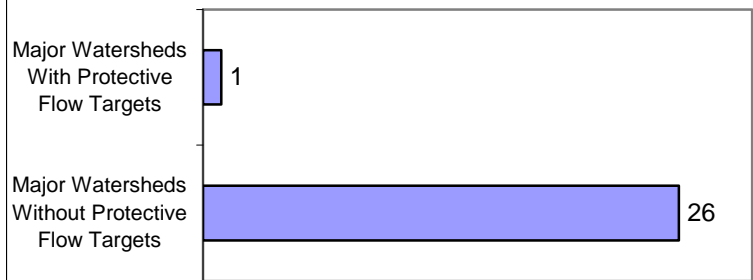 Major Watersheds
With Protective
Flow Targets
1
Major Watersheds
Without Protective
Flow Targets
26